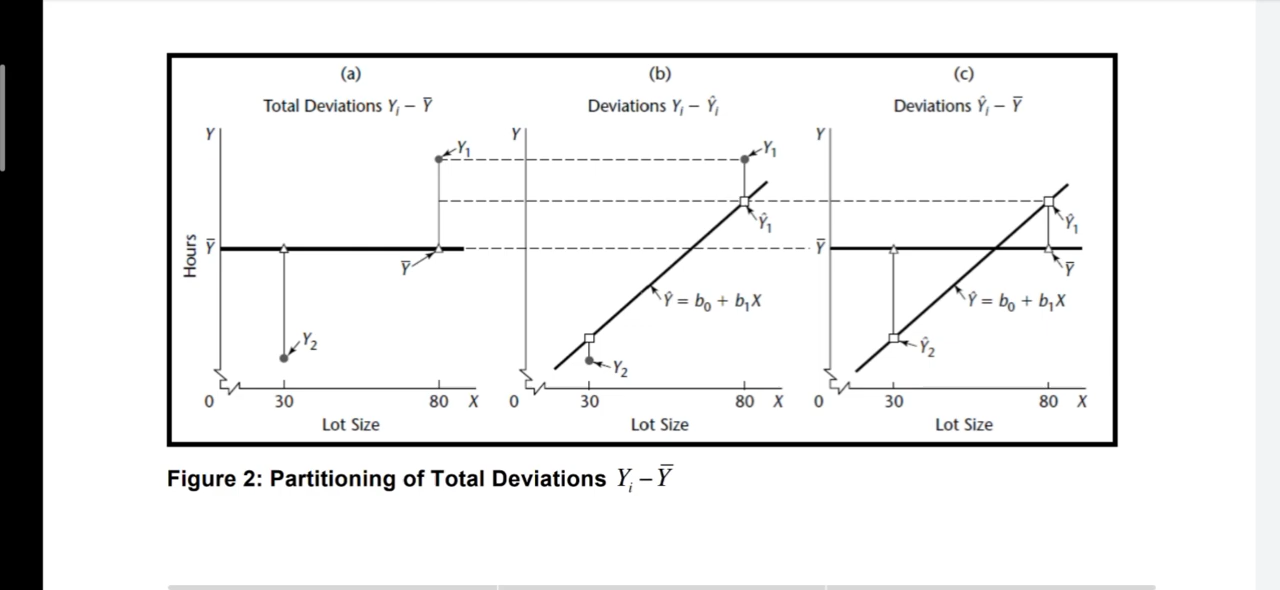 (a)
Total Deviations Yᵢ − Ȳ
Y
Y₁
Hours
Ȳ
Ȳ
Y₂
0
30
80
X
Lot Size
(b)
Deviations Yᵢ − Ŷᵢ
Y
Y₁
Ŷ₁
Ŷ = b₀ + b₁X
Y₂
0
30
80
X
Lot Size
(c)
Deviations Ŷᵢ − Ȳ
Y
Ŷ₁
Ȳ
Ȳ
Ŷ = b₀ + b₁X
Ŷ₂
0
30
80
X
Lot Size
Figure 2: Partitioning of Total Deviations Yᵢ − Ȳ